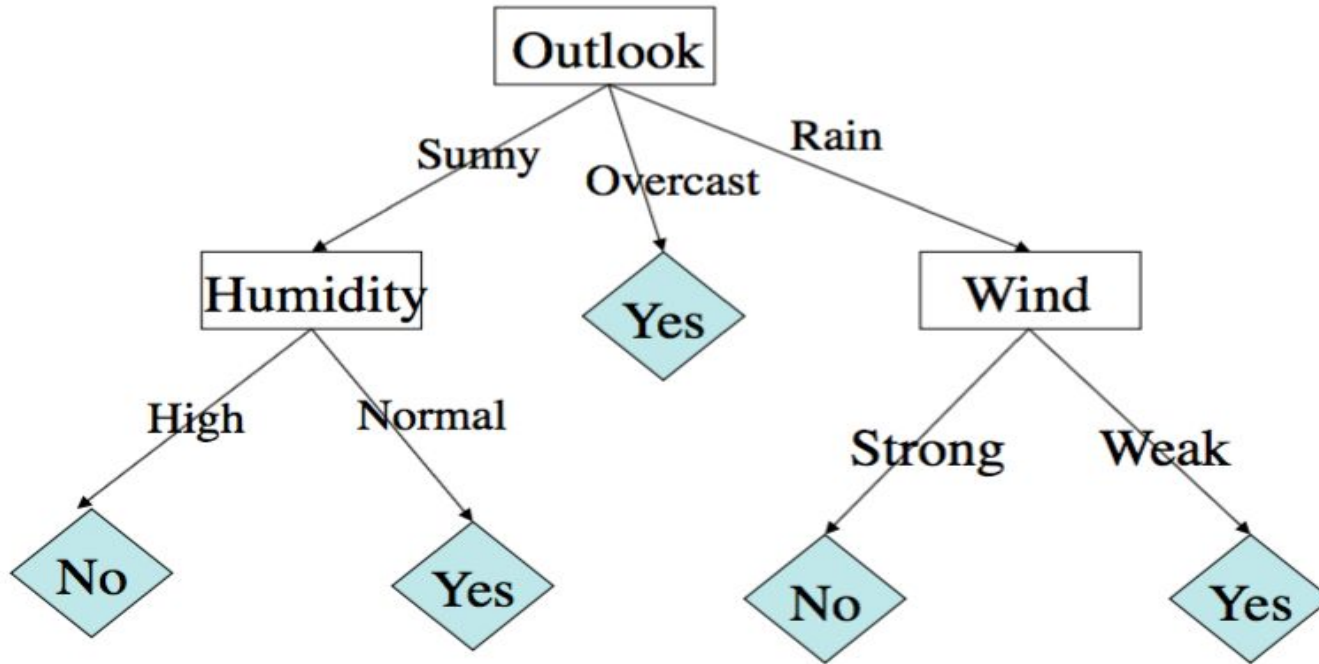 Outlook
Sunny
Overcast
Rain
Humidity
Yes
Wind
High
Normal
Strong
Weak
No
Yes
No
Yes